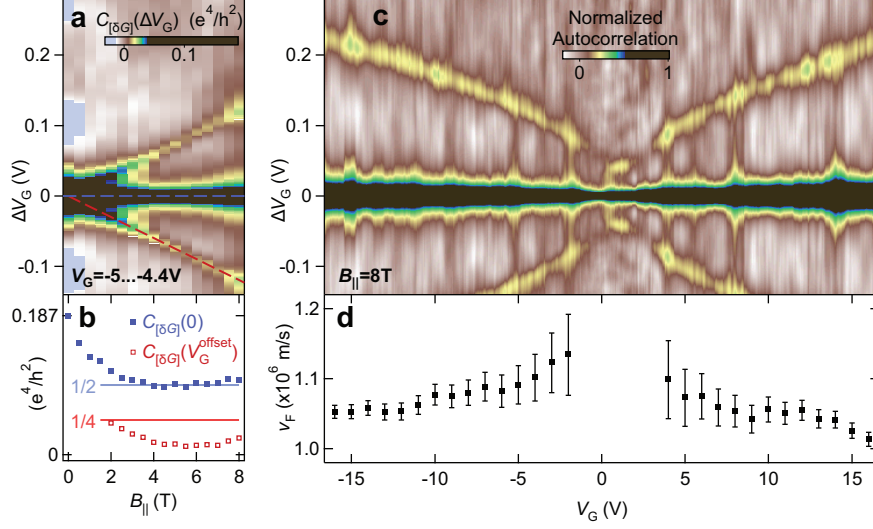 a
C[δG](ΔVG) (e⁴/h²)
0
0.1
0.2
0.1
0
-0.1
ΔVG (V)
VG=-5...-4.4V
c
Normalized
Autocorrelation
0
1
0.2
0.1
0
-0.1
ΔVG (V)
B||=8T
b
0.187
0
(e⁴/h²)
C[δG](0)
C[δG](VG^offset)
1/2
1/4
0
2
4
6
8
B|| (T)
d
1.2
1.1
1.0
vF (x10⁶ m/s)
-15
-10
-5
0
5
10
15
VG (V)